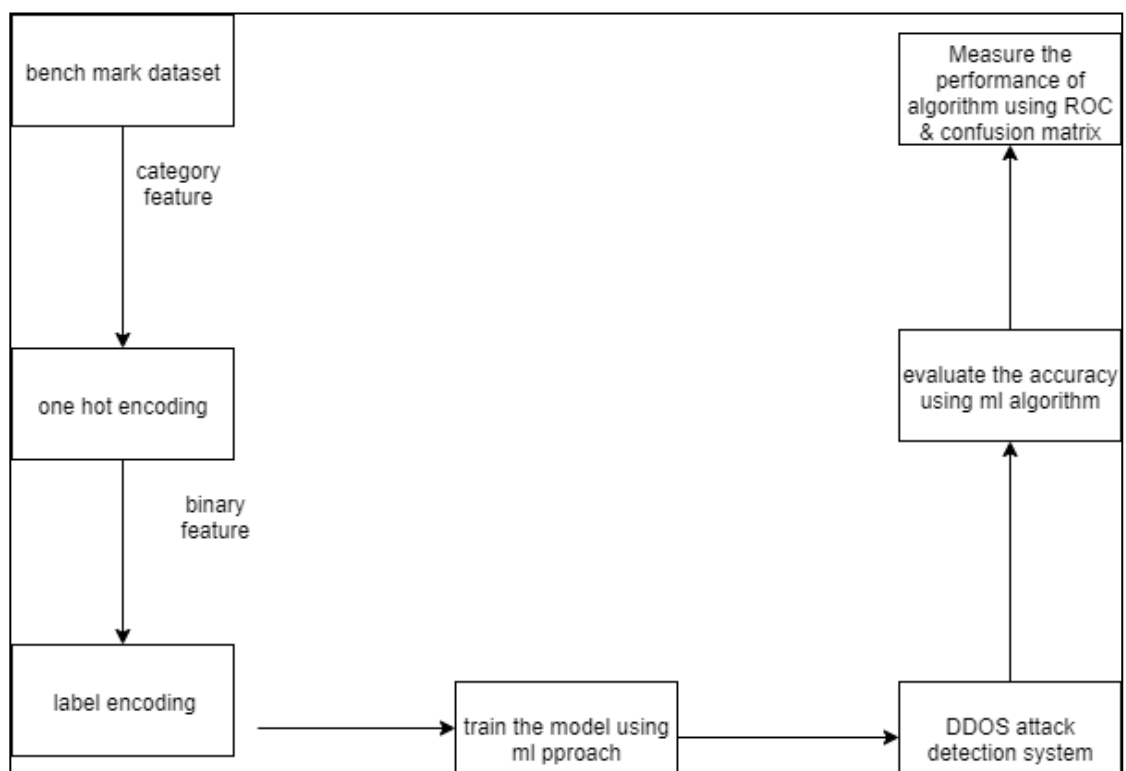 bench mark dataset
category
feature
one hot encoding
binary
feature
label encoding
train the model using
ml pproach
DDOS attack
detection system
evaluate the accuracy
using ml algorithm
Measure the
performance of
algorithm using ROC
& confusion matrix